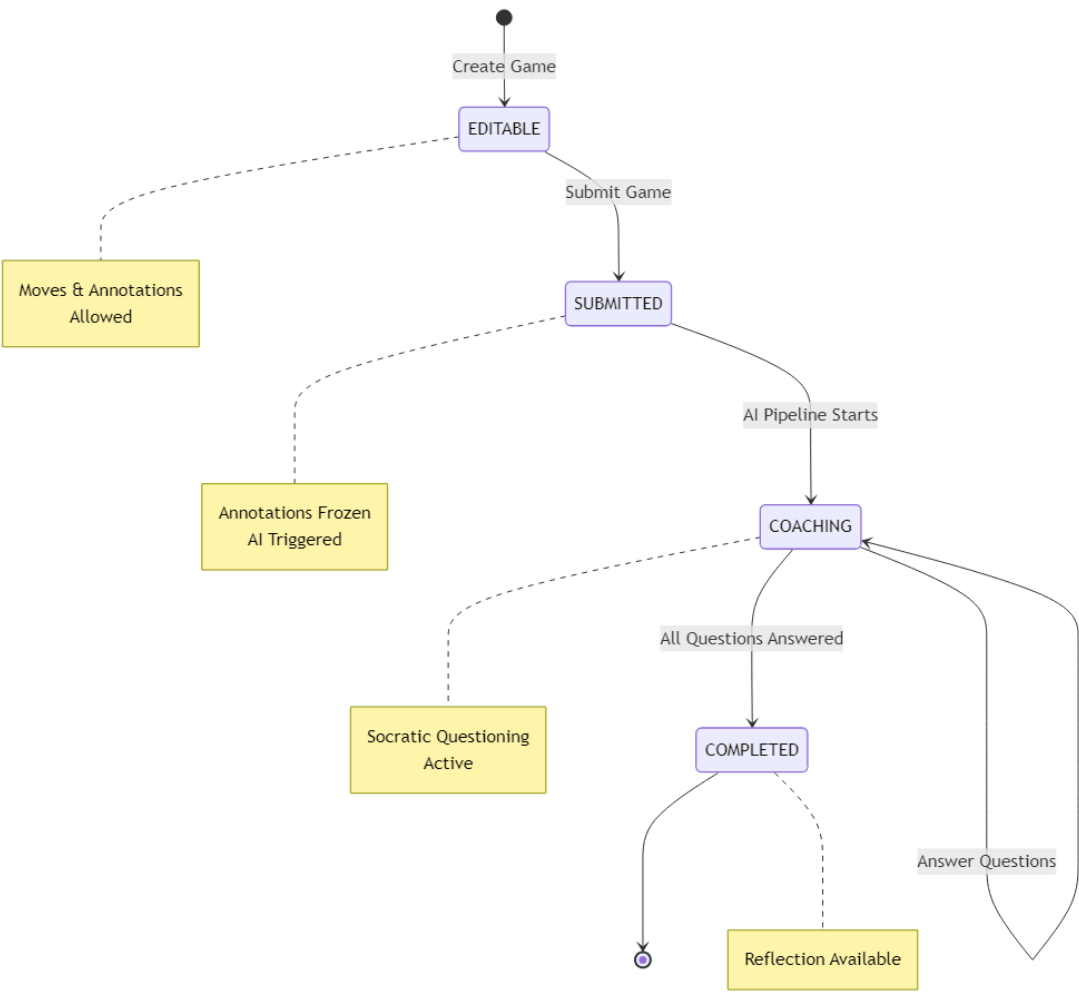 Create Game
EDITABLE
Submit Game
Moves & Annotations
Allowed
SUBMITTED
AI Pipeline Starts
Annotations Frozen
AI Triggered
COACHING
All Questions Answered
Socratic Questioning
Active
COMPLETED
Answer Questions
Reflection Available